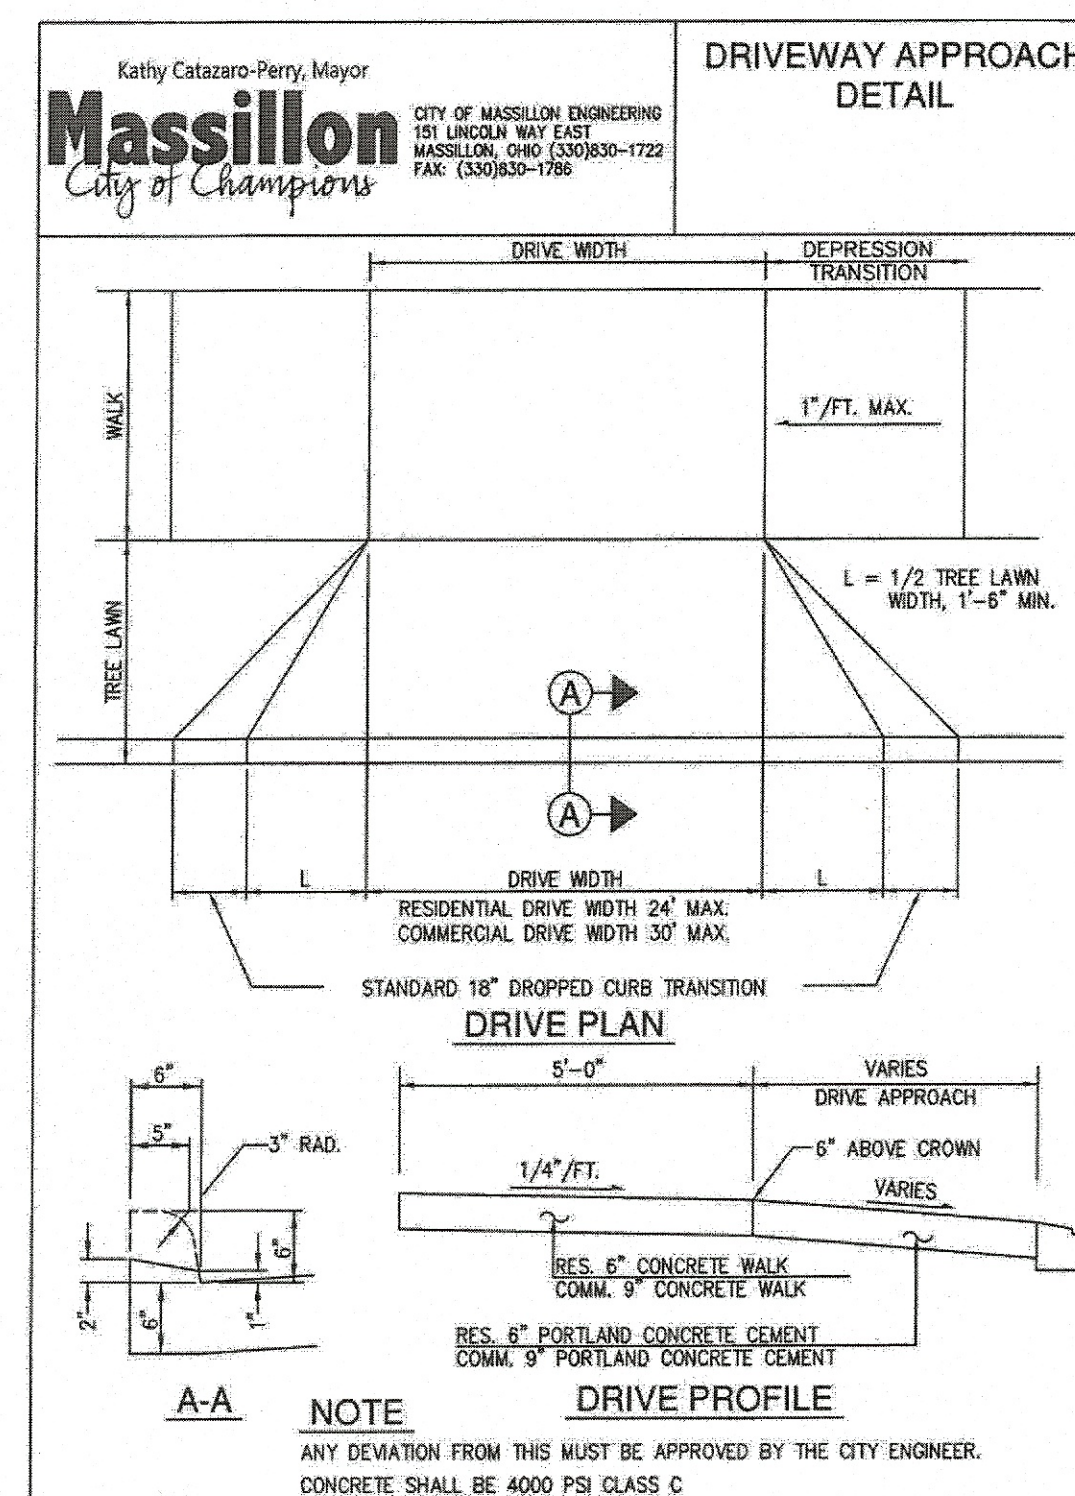 Kathy Catazaro-Perry, Mayor
Massillon
City of Champions
CITY OF MASSILLON ENGINEERING
151 LINCOLN WAY EAST
MASSILLON, OHIO (330)830-1722
FAX: (330)830-1786
DRIVEWAY APPROACH
DETAIL
DRIVE WIDTH
DEPRESSION
TRANSITION
WALK
1"/FT. MAX.
TREE LAWN
L = 1/2 TREE LAWN
WIDTH, 1'-6" MIN.
A
A
L
DRIVE WIDTH
L
RESIDENTIAL DRIVE WIDTH 24' MAX.
COMMERCIAL DRIVE WIDTH 30' MAX.
STANDARD 18" DROPPED CURB TRANSITION
DRIVE PLAN
6"
5"
3" RAD.
6"
2"
6"
1"
A-A
5'-0"
VARIES
DRIVE APPROACH
6" ABOVE CROWN
1/4"/FT.
VARIES
RES. 6" CONCRETE WALK
COMM. 9" CONCRETE WALK
RES. 6" PORTLAND CONCRETE CEMENT
COMM. 9" PORTLAND CONCRETE CEMENT
DRIVE PROFILE
NOTE
ANY DEVIATION FROM THIS MUST BE APPROVED BY THE CITY ENGINEER.
CONCRETE SHALL BE 4000 PSI CLASS C